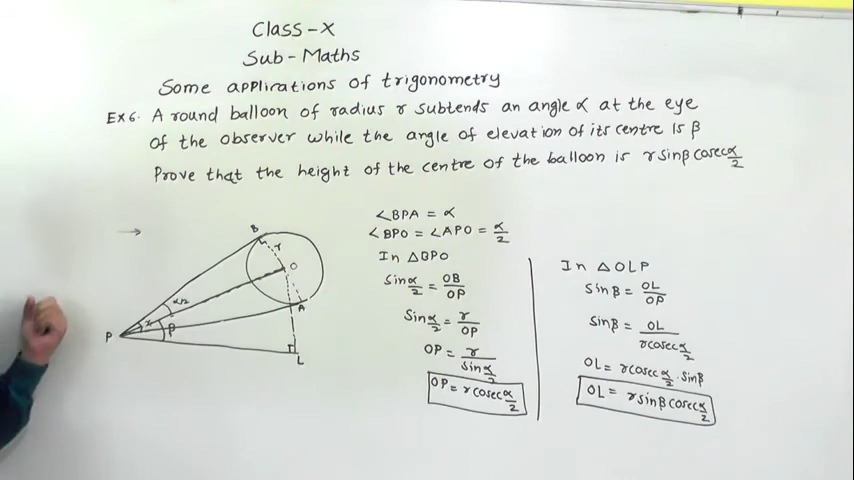 Class-X
Sub-Maths
Some applications of trigonometry
Ex 6. A round balloon of radius r subtends an angle α at the eye
of the observer while the angle of elevation of its centre is β
Prove that the height of the centre of the balloon is r sinβ cosec α/2
→
B
r
O
A
α/2
β
P
L
∠BPA = α
∠BPO = ∠APO = α/2
In △BPO
Sin α/2 = OB/OP
Sin α/2 = r/OP
OP = r/sin α/2
OP = r cosec α/2
In △OLP
Sinβ = OL/OP
Sinβ = OL/r cosec α/2
OL = r cosec α/2 . sinβ
OL = r sinβ cosec α/2